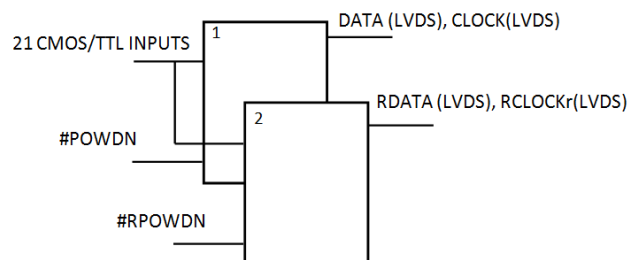 DATA (LVDS), CLOCK(LVDS)
1
21 CMOS/TTL INPUTS
RDATA (LVDS), RCLOCKr(LVDS)
2
#POWDN
#RPOWDN